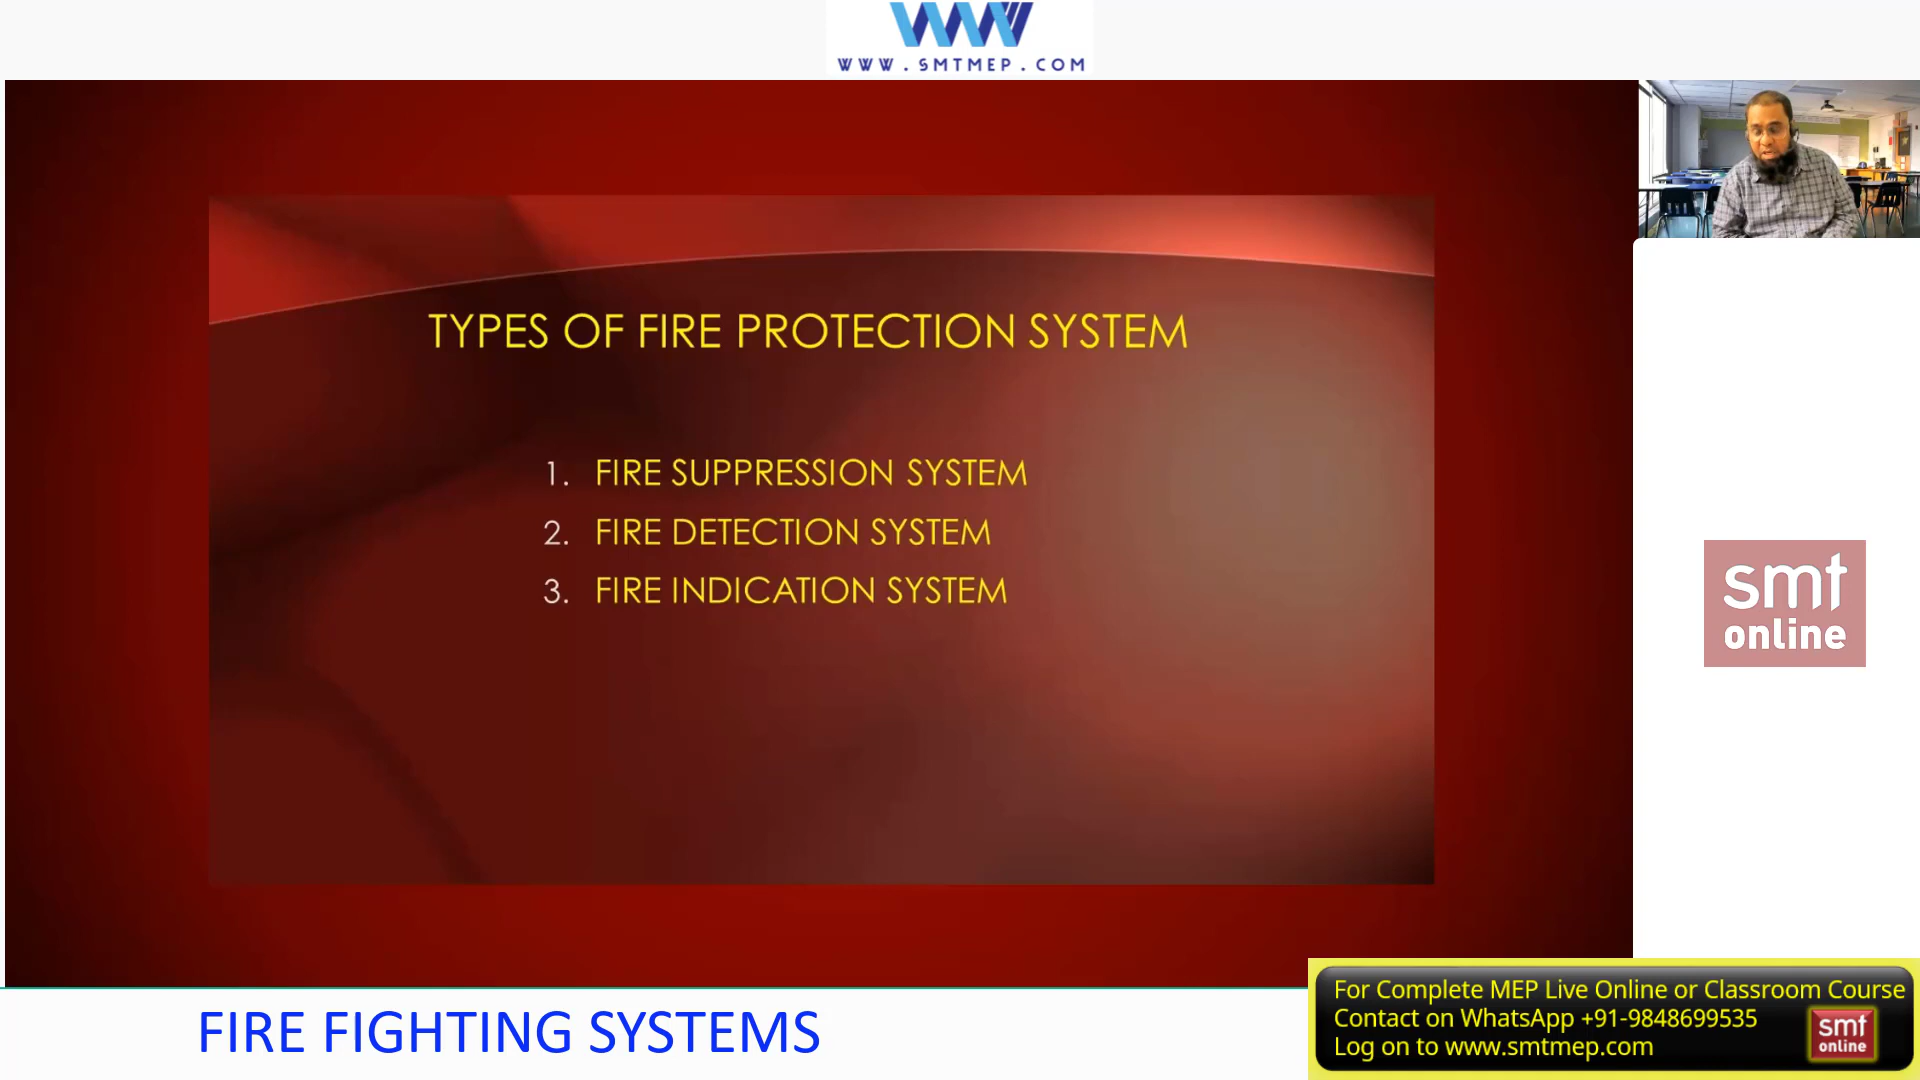 WWW.SMTMEP.COM
TYPES OF FIRE PROTECTION SYSTEM
1. FIRE SUPPRESSION SYSTEM
2. FIRE DETECTION SYSTEM
3. FIRE INDICATION SYSTEM
smt
online
FIRE FIGHTING SYSTEMS
For Complete MEP Live Online or Classroom Course
Contact on WhatsApp +91-9848699535
Log on to www.smtmep.com
smt
online